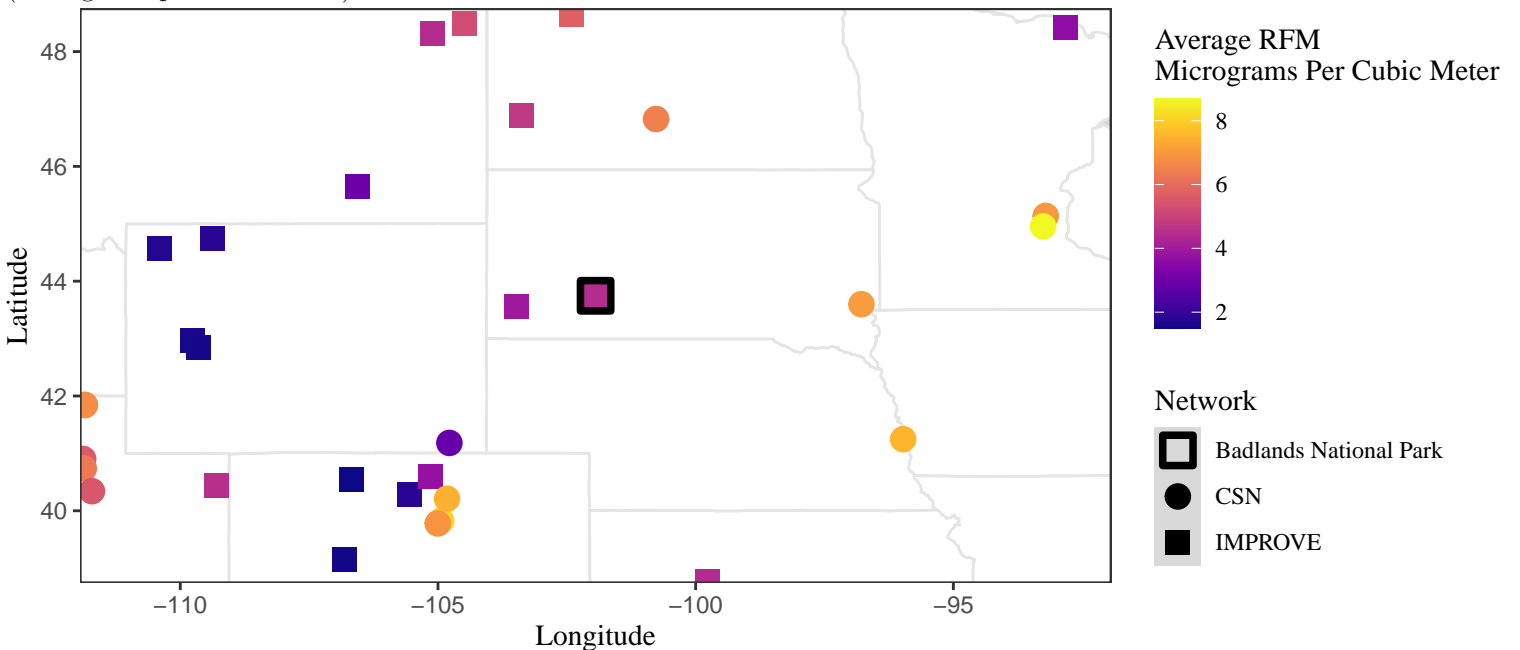 Average RFM
Micrograms Per Cubic Meter
8
6
4
2
Network
Badlands National Park
CSN
IMPROVE
Latitude
48
46
44
42
40
−110
−105
−100
−95
Longitude